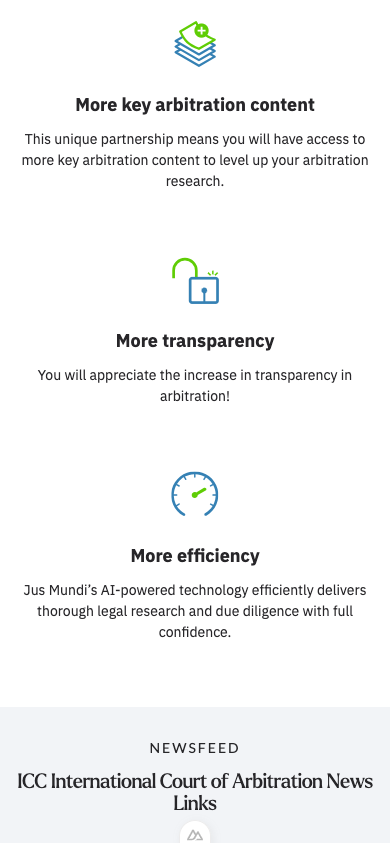 More key arbitration content
This unique partnership means you will have access to
more key arbitration content to level up your arbitration
research.
More transparency
You will appreciate the increase in transparency in
arbitration!
More efficiency
Jus Mundi’s AI-powered technology efficiently delivers
thorough legal research and due diligence with full
confidence.
NEWSFEED
ICC International Court of Arbitration News
Links